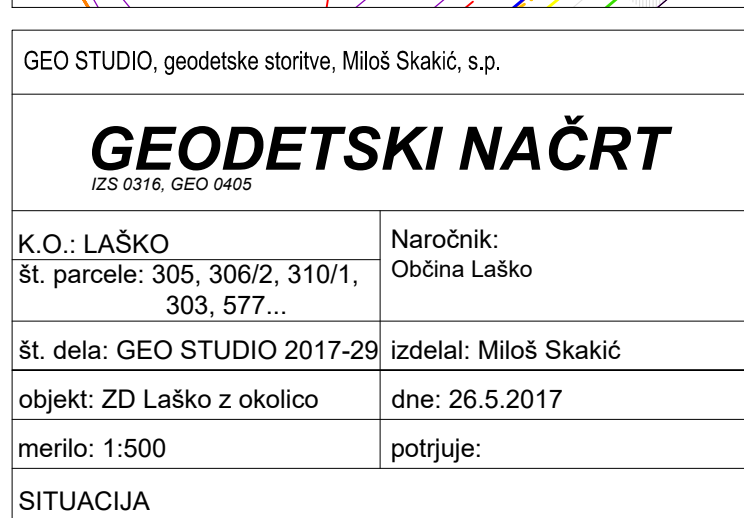 GEO STUDIO, geodetske storitve, Miloš Skakić, s.p.
GEODETSKI NAČRT
IZS 0316, GEO 0405
K.O.: LAŠKO
št. parcele: 305, 306/2, 310/1,
303, 577...
Naročnik:
Občina Laško
št. dela: GEO STUDIO 2017-29
izdelal: Miloš Skakić
objekt: ZD Laško z okolico
dne: 26.5.2017
merilo: 1:500
potrjuje:
SITUACIJA